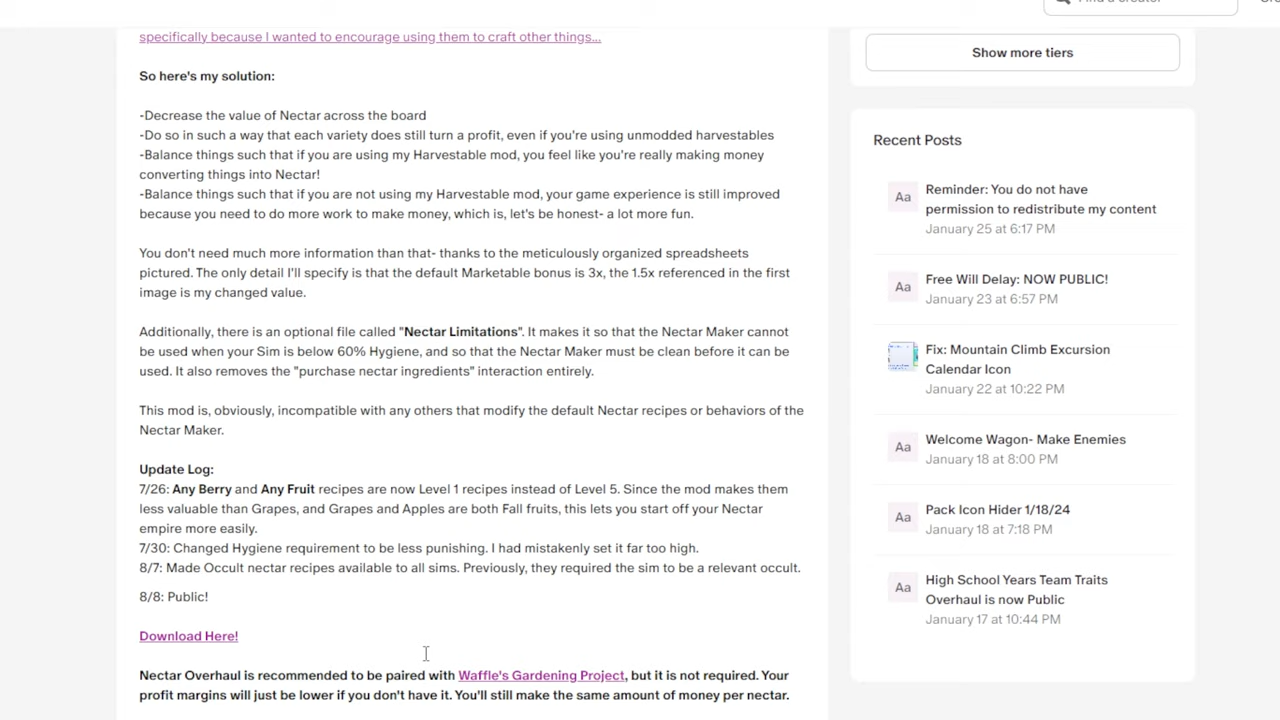 specifically because I wanted to encourage using them to craft other things...
So here's my solution:
-Decrease the value of Nectar across the board
-Do so in such a way that each variety does still turn a profit, even if you're using unmodded harvestables
-Balance things such that if you are using my Harvestable mod, you feel like you're really making money
converting things into Nectar!
-Balance things such that if you are not using my Harvestable mod, your game experience is still improved
because you need to do more work to make money, which is, let's be honest- a lot more fun.
You don't need much more information than that- thanks to the meticulously organized spreadsheets
pictured. The only detail I'll specify is that the default Marketable bonus is 3x, the 1.5x referenced in the first
image is my changed value.
Additionally, there is an optional file called "Nectar Limitations". It makes it so that the Nectar Maker cannot
be used when your Sim is below 60% Hygiene, and so that the Nectar Maker must be clean before it can be
used. It also removes the "purchase nectar ingredients" interaction entirely.
This mod is, obviously, incompatible with any others that modify the default Nectar recipes or behaviors of the
Nectar Maker.
Update Log:
7/26: Any Berry and Any Fruit recipes are now Level 1 recipes instead of Level 5. Since the mod makes them
less valuable than Grapes, and Grapes and Apples are both Fall fruits, this lets you start off your Nectar
empire more easily.
7/30: Changed Hygiene requirement to be less punishing. I had mistakenly set it far too high.
8/7: Made Occult nectar recipes available to all sims. Previously, they required the sim to be a relevant occult.
8/8: Public!
Download Here!
Nectar Overhaul is recommended to be paired with Waffle's Gardening Project, but it is not required. Your
profit margins will just be lower if you don't have it. You'll still make the same amount of money per nectar.
Find a creator
Show more tiers
Recent Posts
Aa
Reminder: You do not have
permission to redistribute my content
January 25 at 6:17 PM
Aa
Free Will Delay: NOW PUBLIC!
January 23 at 6:57 PM
Fix: Mountain Climb Excursion
Calendar Icon
January 22 at 10:22 PM
Aa
Welcome Wagon- Make Enemies
January 18 at 8:00 PM
Aa
Pack Icon Hider 1/18/24
January 18 at 7:18 PM
Aa
High School Years Team Traits
Overhaul is now Public
January 17 at 10:44 PM